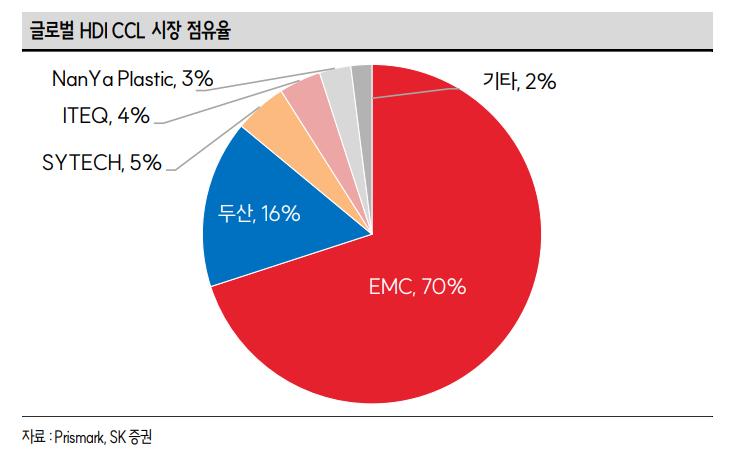 글로벌 HDI CCL 시장 점유율
NanYa Plastic, 3%
기타, 2%
ITEQ, 4%
SYTECH, 5%
두산, 16%
EMC, 70%
자료 : Prismark, SK 증권